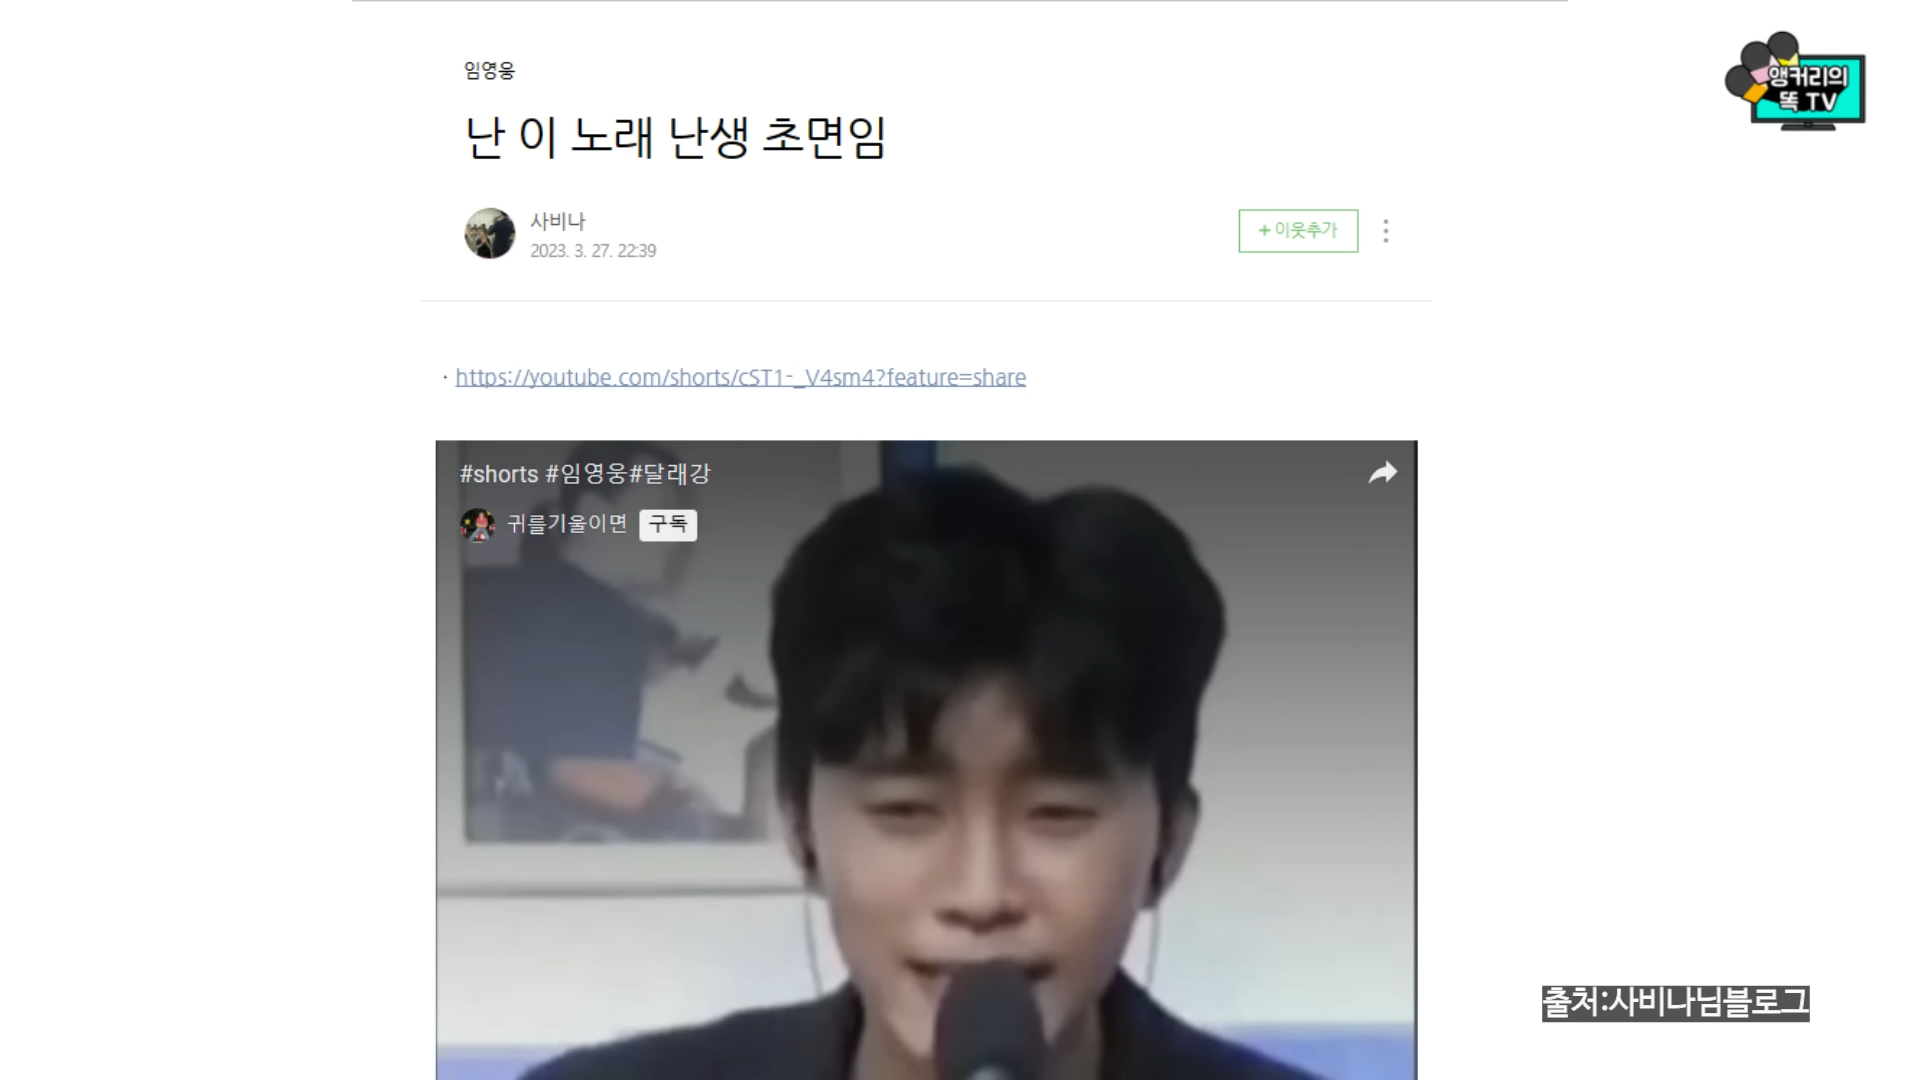 임영웅
앵커리의
똑 TV
난 이 노래 난생 초면임
사비나
2023. 3. 27. 22:39
+ 이웃추가
· https://youtube.com/shorts/cST1-_V4sm4?feature=share
#shorts #임영웅#달래강
귀를기울이면 구독
출처:사비나님블로그